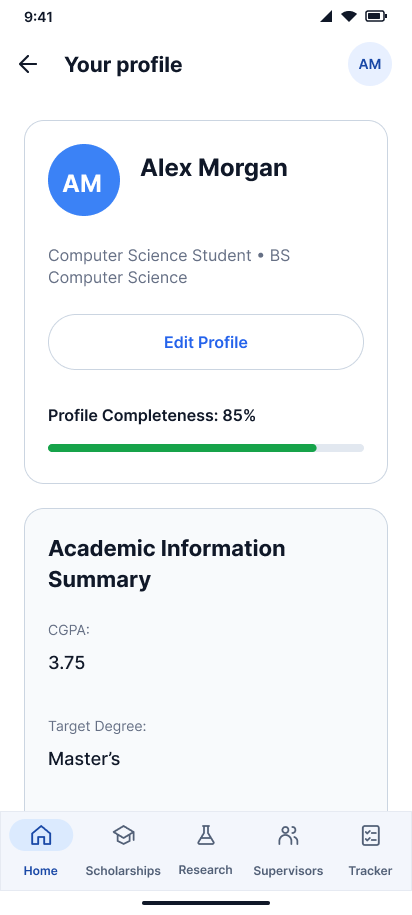 9:41
Your profile
AM
AM
Alex Morgan
Computer Science Student • BS
Computer Science
Edit Profile
Profile Completeness: 85%
Academic Information
Summary
CGPA:
3.75
Target Degree:
Master’s
Home
Scholarships
Research
Supervisors
Tracker